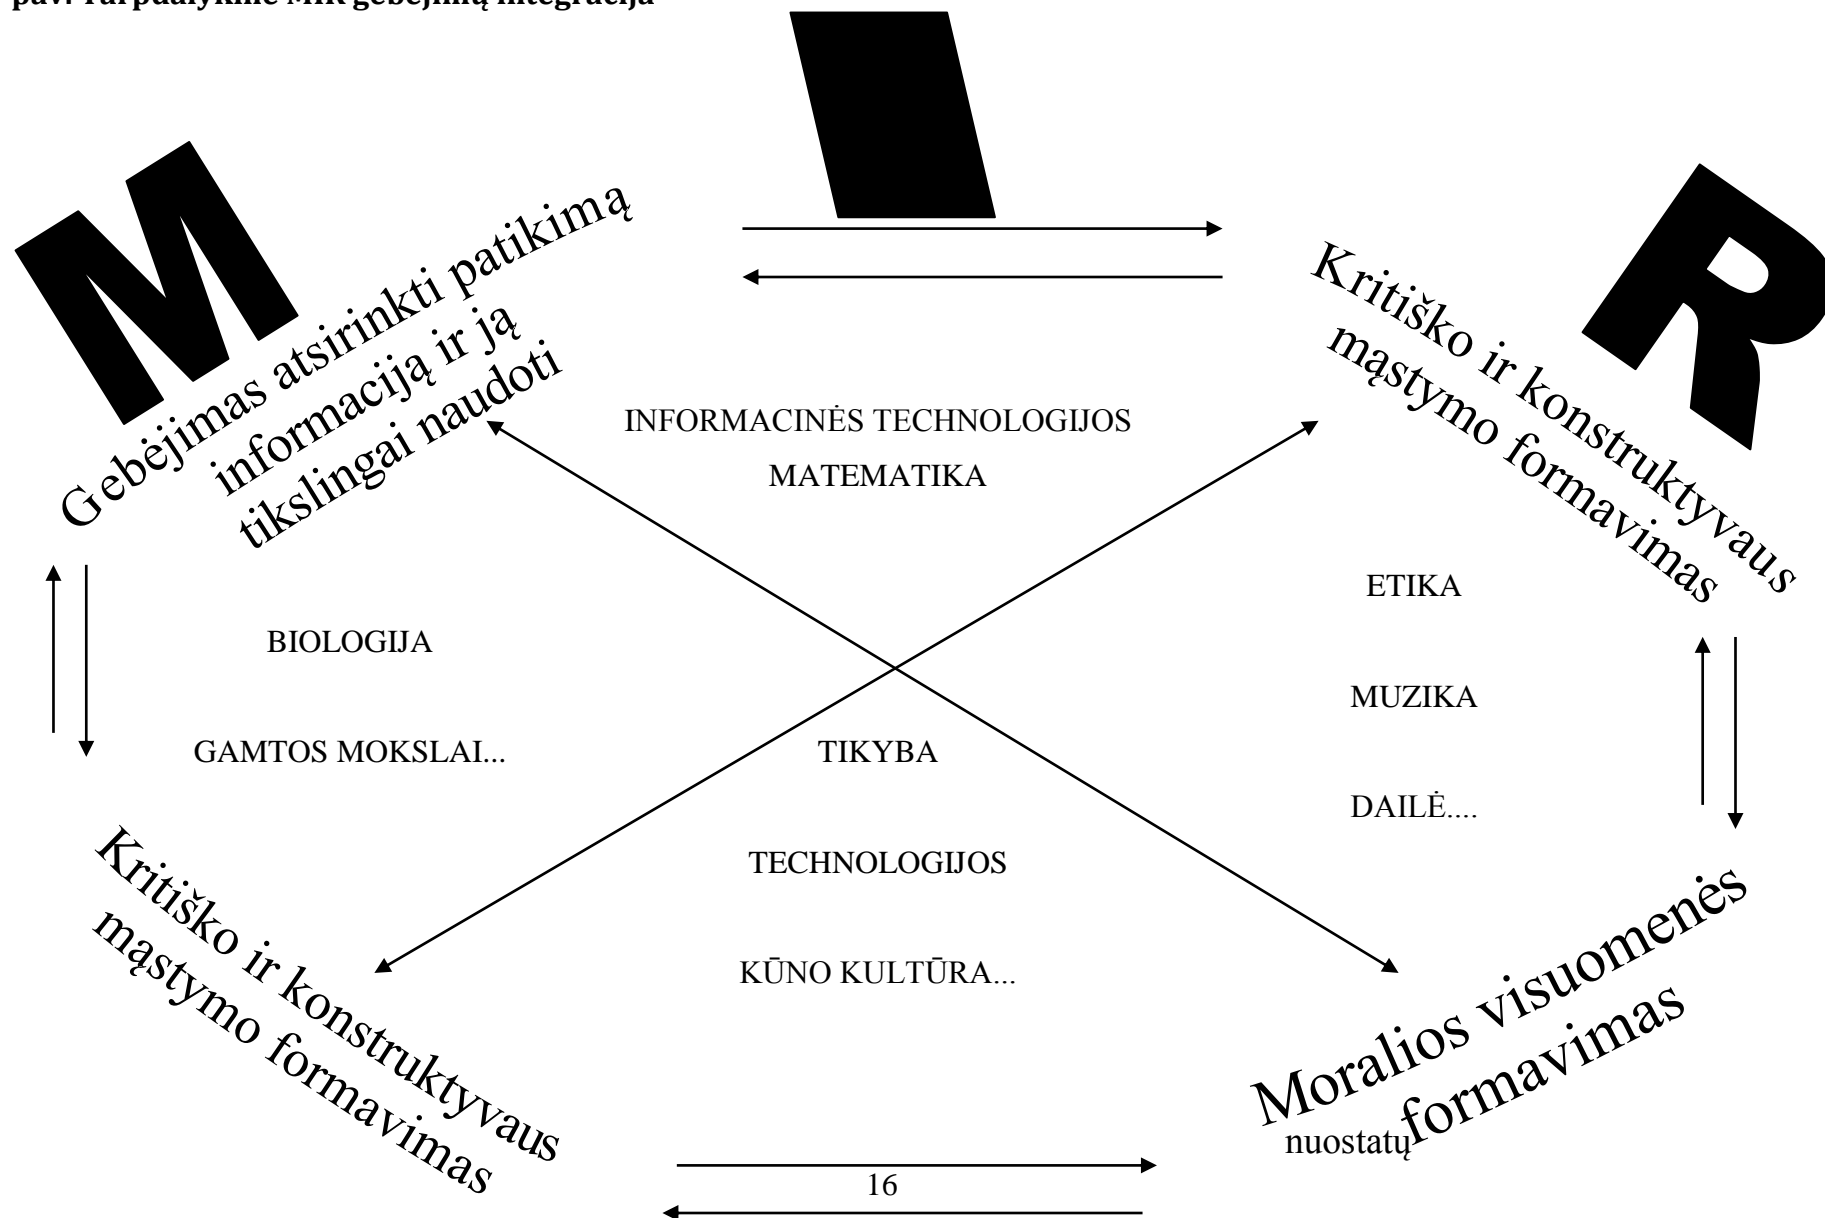 pav. Tarpdalykinė MIR gebėjimų integracija
M
I
R
Gebėjimas atsirinkti patikimą
informaciją ir ją
tikslingai naudoti
Kritiško ir konstruktyvaus
mąstymo formavimas
INFORMACINĖS TECHNOLOGIJOS
MATEMATIKA
ETIKA
BIOLOGIJA
MUZIKA
GAMTOS MOKSLAI...
TIKYBA
DAILĖ....
TECHNOLOGIJOS
KŪNO KULTŪRA...
Kritiško ir konstruktyvaus
mąstymo formavimas
Moralios visuomenės
nuostatų formavimas
16